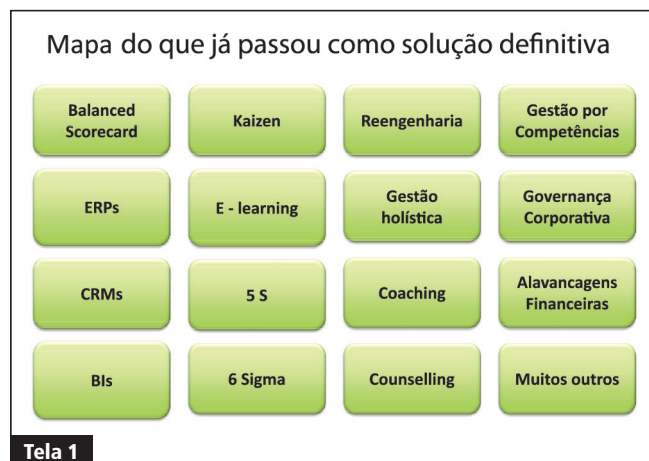 Mapa do que já passou como solução definitiva
Balanced
Scorecard
Kaizen
Reengenharia
Gestão por
Competências
ERPs
E - learning
Gestão
holística
Governança
Corporativa
CRMs
5 S
Coaching
Alavancagens
Financeiras
BIs
6 Sigma
Counselling
Muitos outros
Tela 1